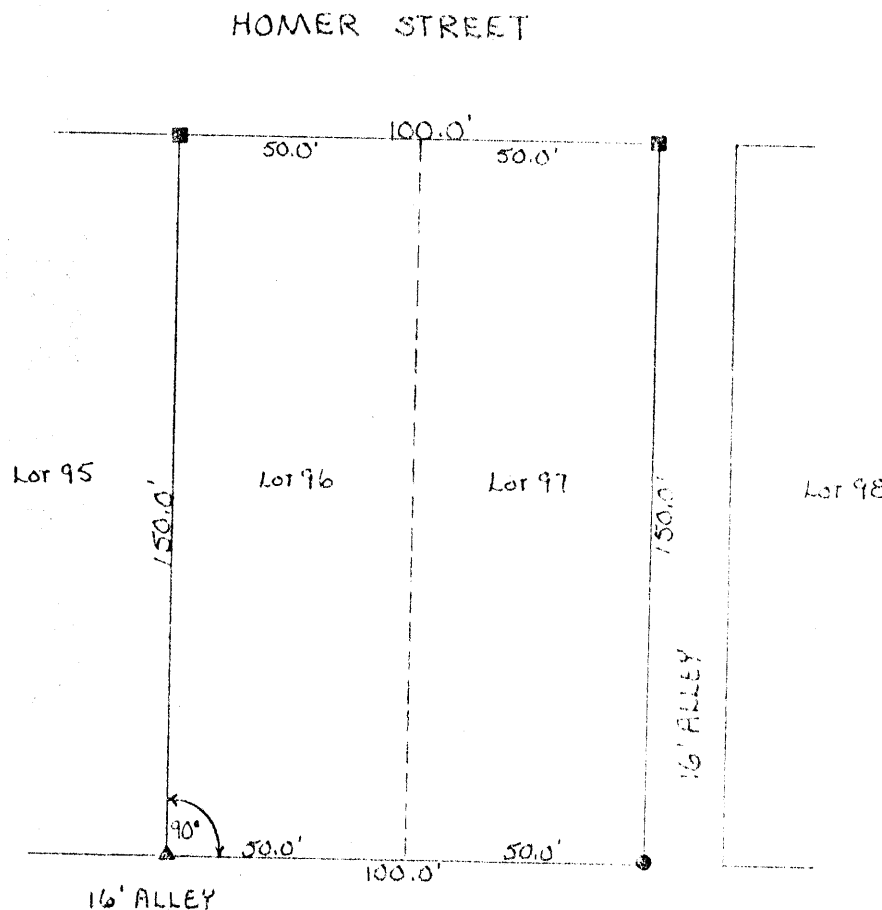 HOMER STREET
100.0'
50.0'
50.0'
Lot 95
Lot 96
Lot 97
Lot 98
150.0'
150.0'
16' ALLEY
90°
50.0'
50.0'
100.0'
16' ALLEY